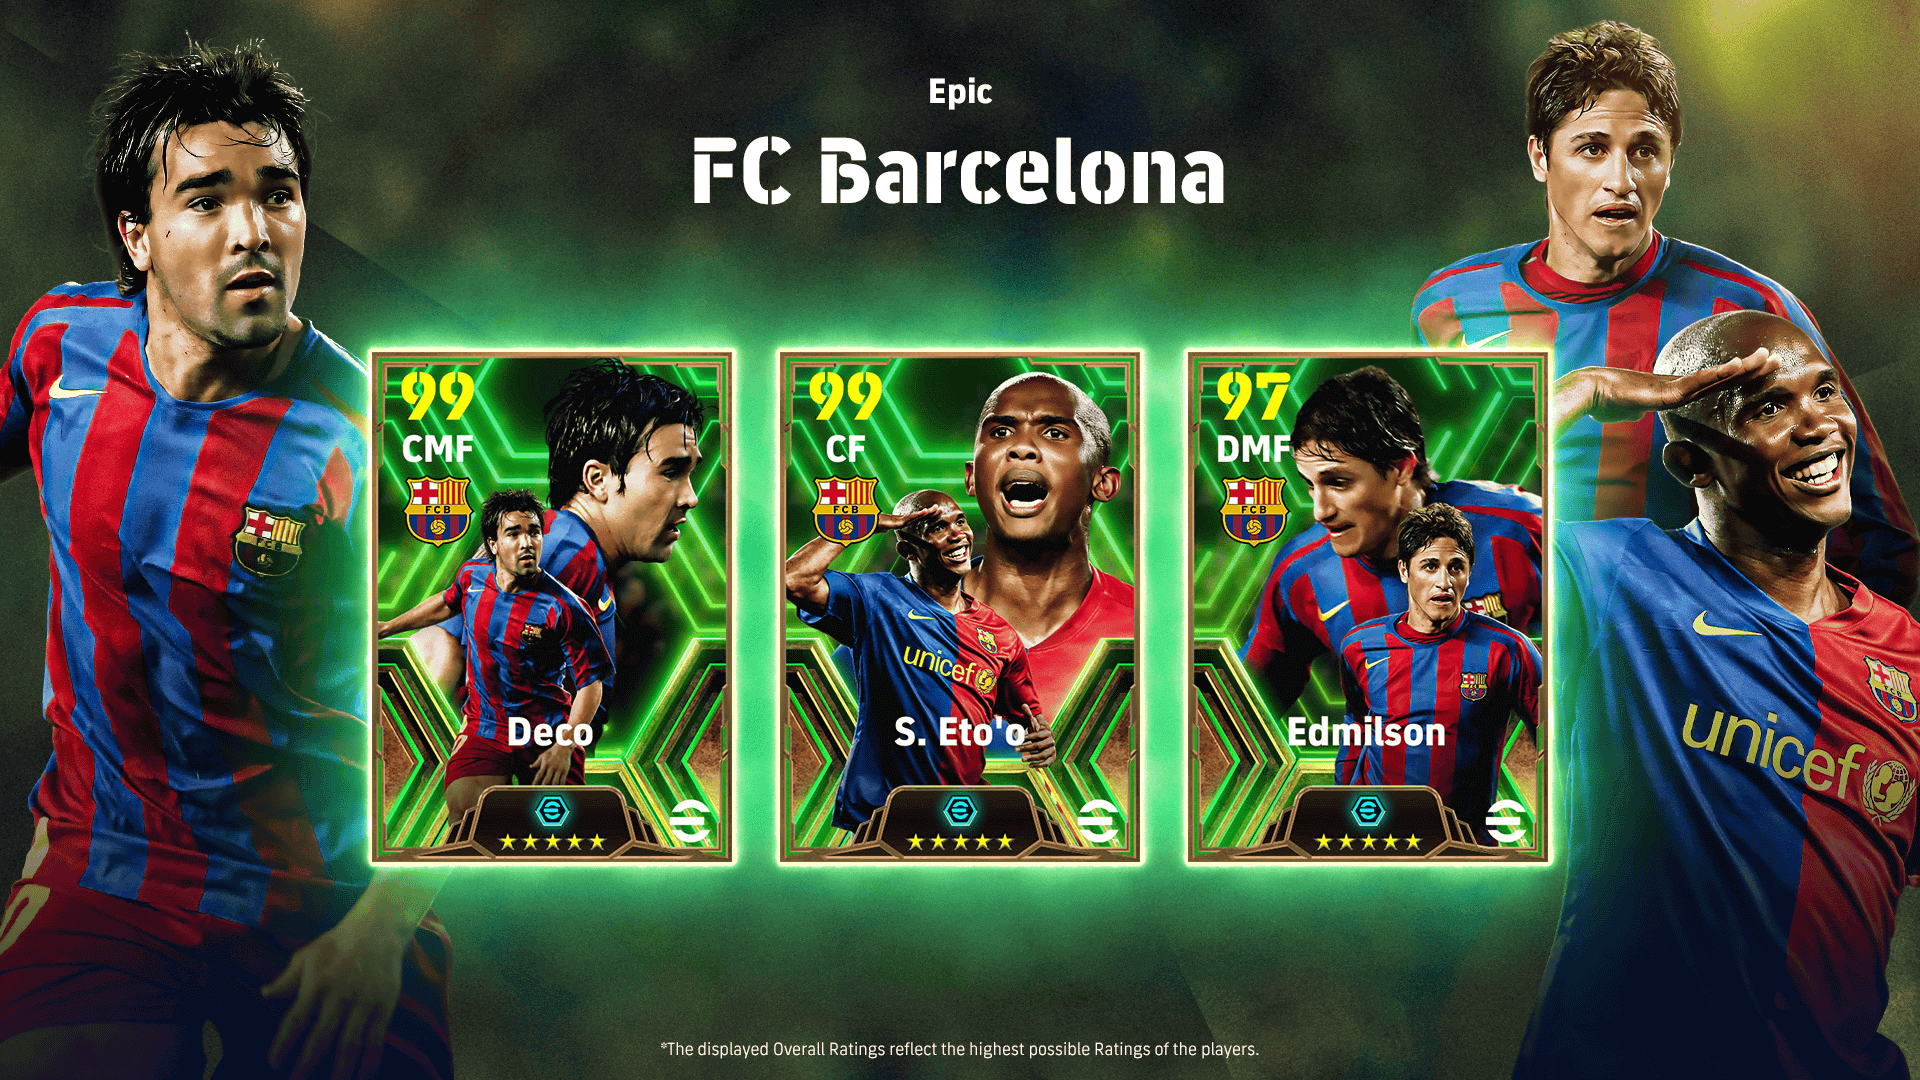 Epic
FC Barcelona
99
CMF
FCB
Deco
99
CF
FCB
unicef
S. Eto'o
97
DMF
FCB
Edmilson
FCB
unicef
*The displayed Overall Ratings reflect the highest possible Ratings of the players.